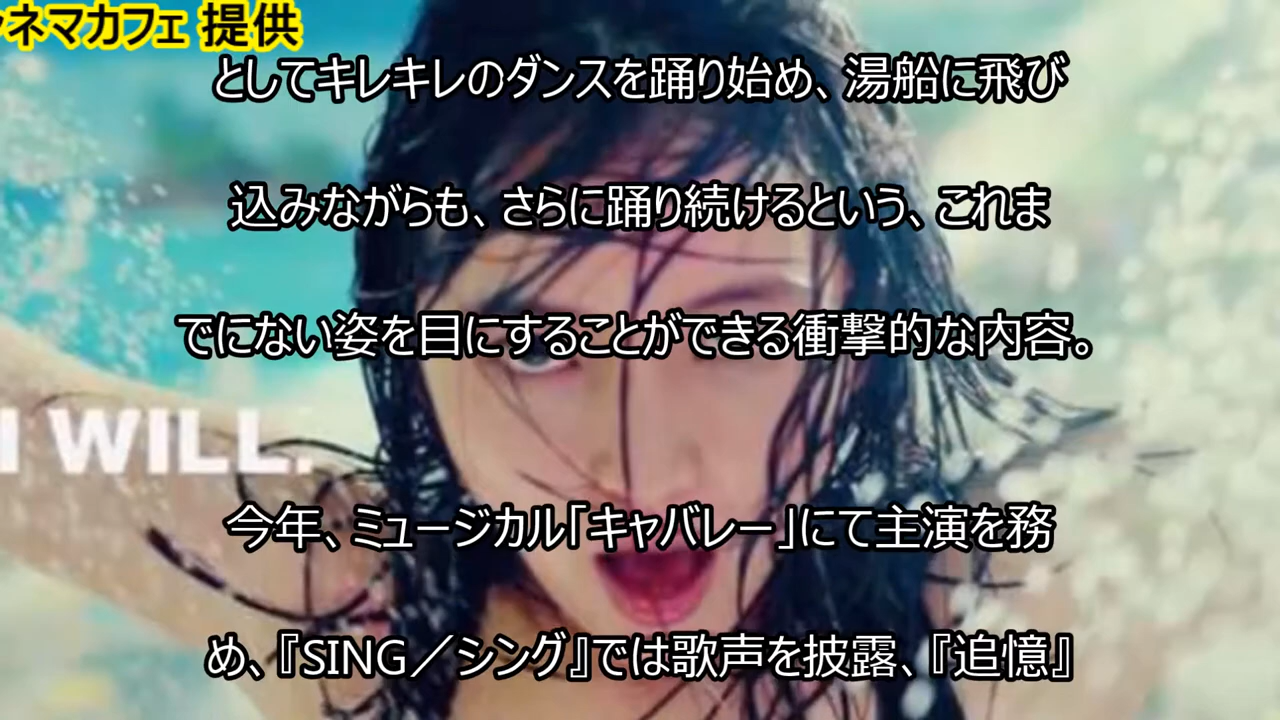 ネマカフェ 提供
としてキレキレのダンスを踊り始め、湯船に飛び
込みながらも、さらに踊り続けるという、これま
でにない姿を目にすることができる衝撃的な内容。
I WILL.
今年、ミュージカル「キャバレー」にて主演を務
め、『SING／シング』では歌声を披露、『追憶』